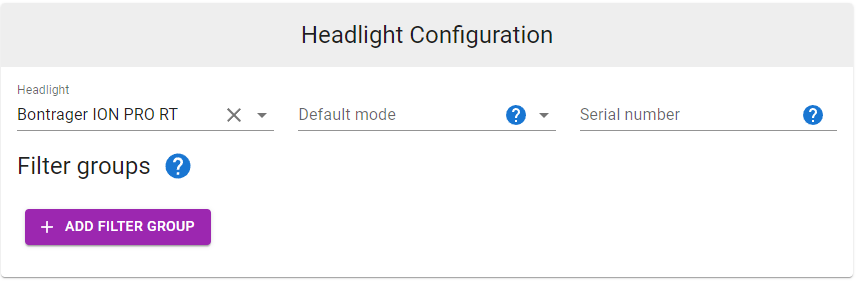 Headlight Configuration
Headlight
Bontrager ION PRO RT
Default mode
Serial number
Filter groups
ADD FILTER GROUP